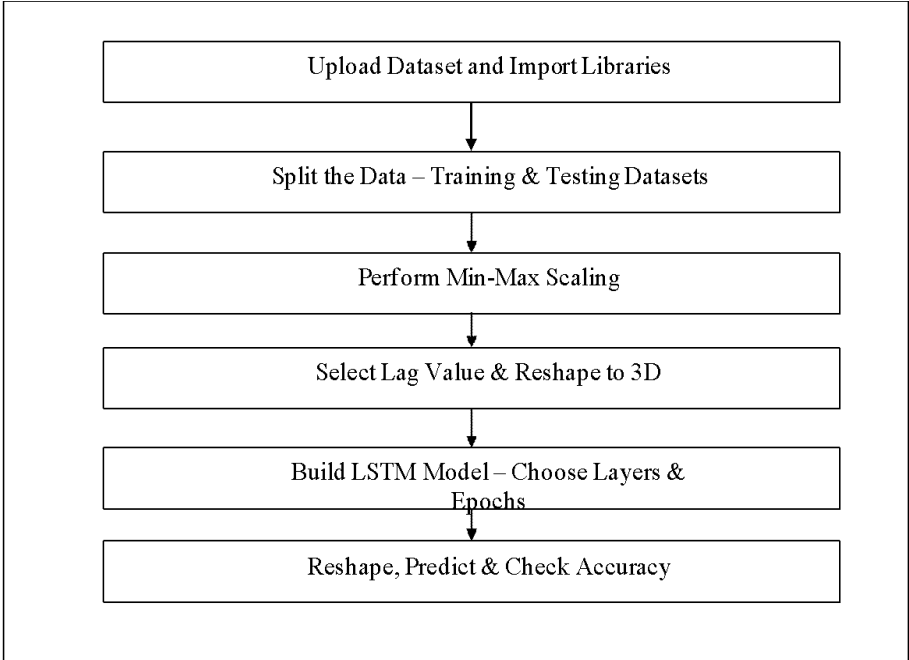 Upload Dataset and Import Libraries
Split the Data – Training & Testing Datasets
Perform Min-Max Scaling
Select Lag Value & Reshape to 3D
Build LSTM Model – Choose Layers &
Epochs
Reshape, Predict & Check Accuracy